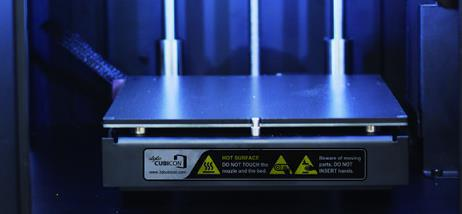 CUBICON
www.3dcubicon.com
HOT SURFACE
DO NOT TOUCH the
nozzle and the bed.
Beware of moving
parts. DO NOT
INSERT hands.